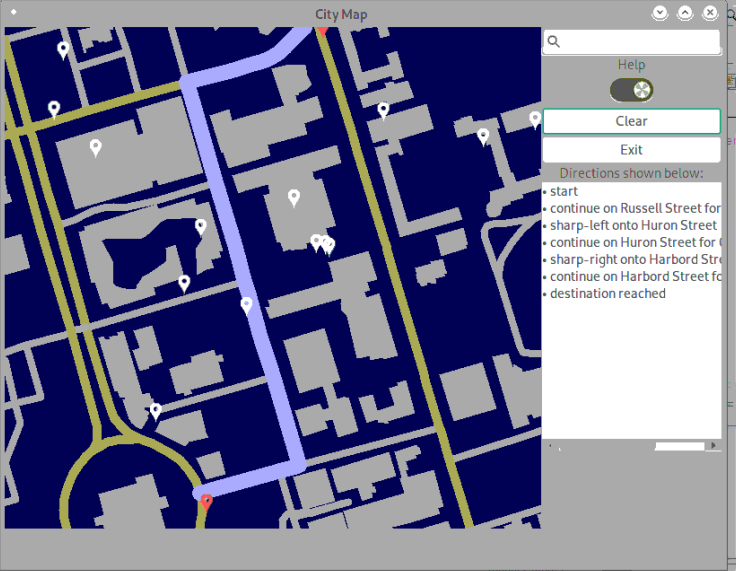 City Map
Help
Clear
Exit
Directions shown below:
• start
• continue on Russell Street for
• sharp-left onto Huron Street
• continue on Huron Street for
• sharp-right onto Harbord Stre
• continue on Harbord Street fo
• destination reached